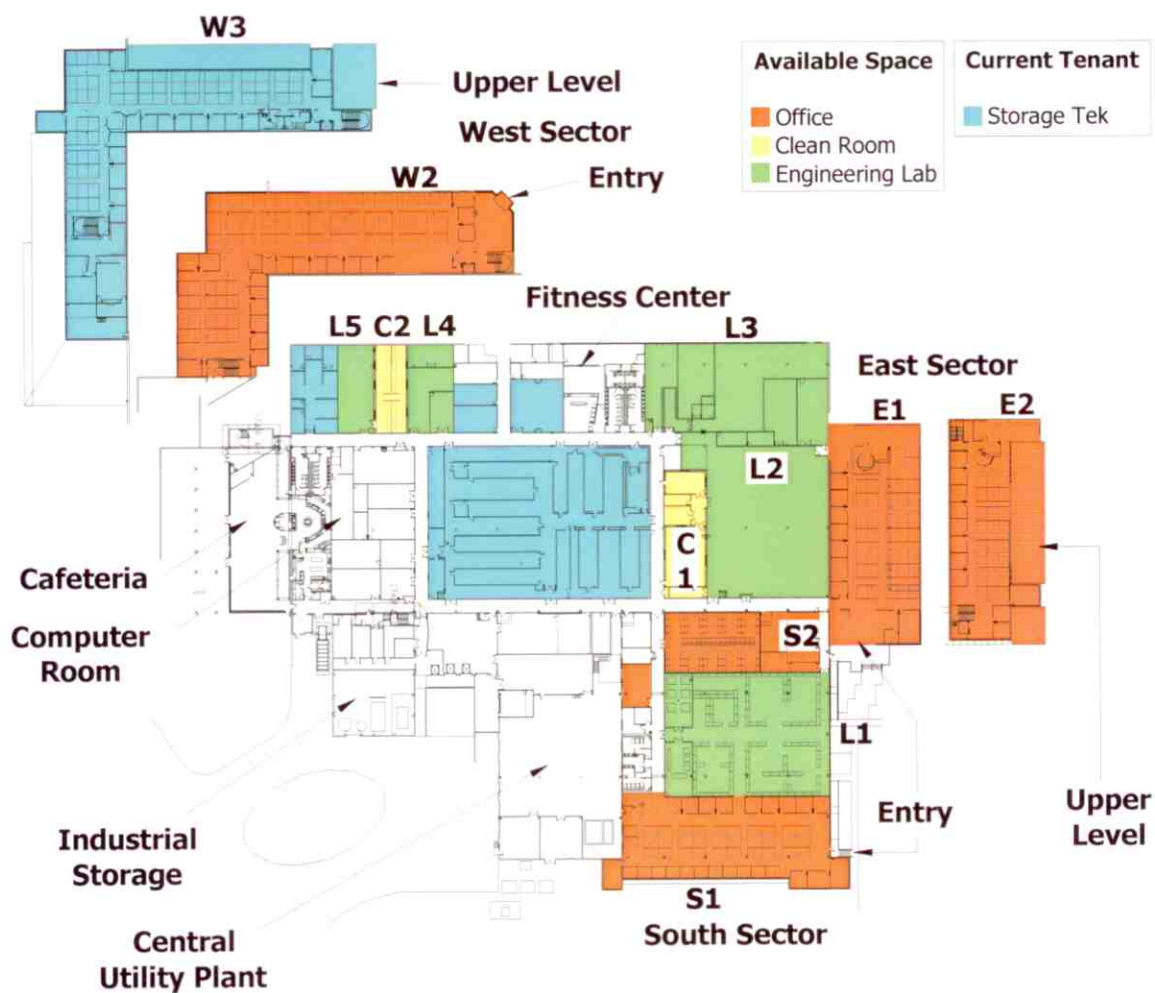 W3
Available Space
Current Tenant
Upper Level
Office
Storage Tek
Clean Room
Engineering Lab
West Sector
W2
Entry
Fitness Center
L5
C2
L4
L3
East Sector
E1
E2
L2
C
1
Cafeteria
Computer
Room
S2
L1
Industrial
Storage
Entry
Upper
Level
S1
South Sector
Central
Utility Plant